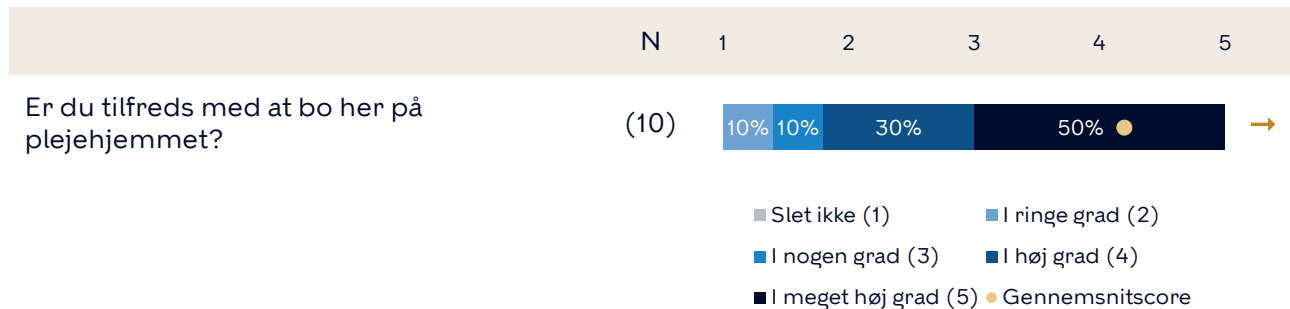 N 1 2 3 4 5
Er du tilfreds med at bo her på
plejehjemmet?
(10) 10% 10% 30% 50%
Slet ikke (1) I ringe grad (2)
I nogen grad (3) I høj grad (4)
I meget høj grad (5) Gennemsnitscore